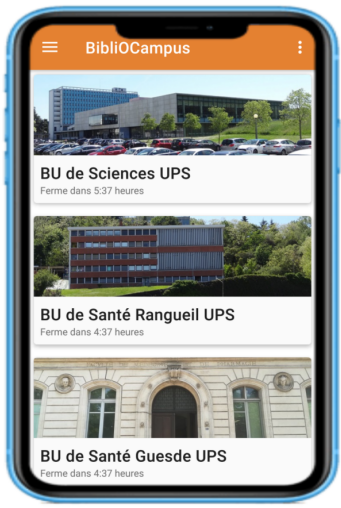 BibliOCampus
BU de Sciences UPS
Ferme dans 5:37 heures
BU de Santé Rangueil UPS
Ferme dans 4:37 heures
BU de Santé Guesde UPS
Ferme dans 4:37 heures